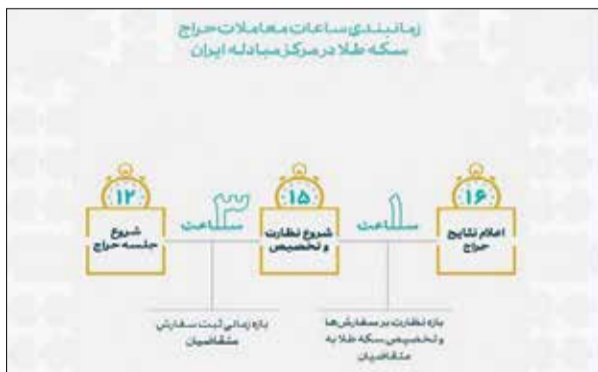 زمانبندی ساعات معاملات حراج
سکه طلا در مرکز مبادله ایران
۱۲
۳
ساعت
۱۵
۱
ساعت
۱۶
شروع
جلسه حراج
شروع نظارت
و تخصیص
اعلام نتایج
حراج
بازه زمانی ثبت سفارش
متقاضیان
بازه نظارت بر سفارش‌ها
و تخصیص سکه طلا به
متقاضیان